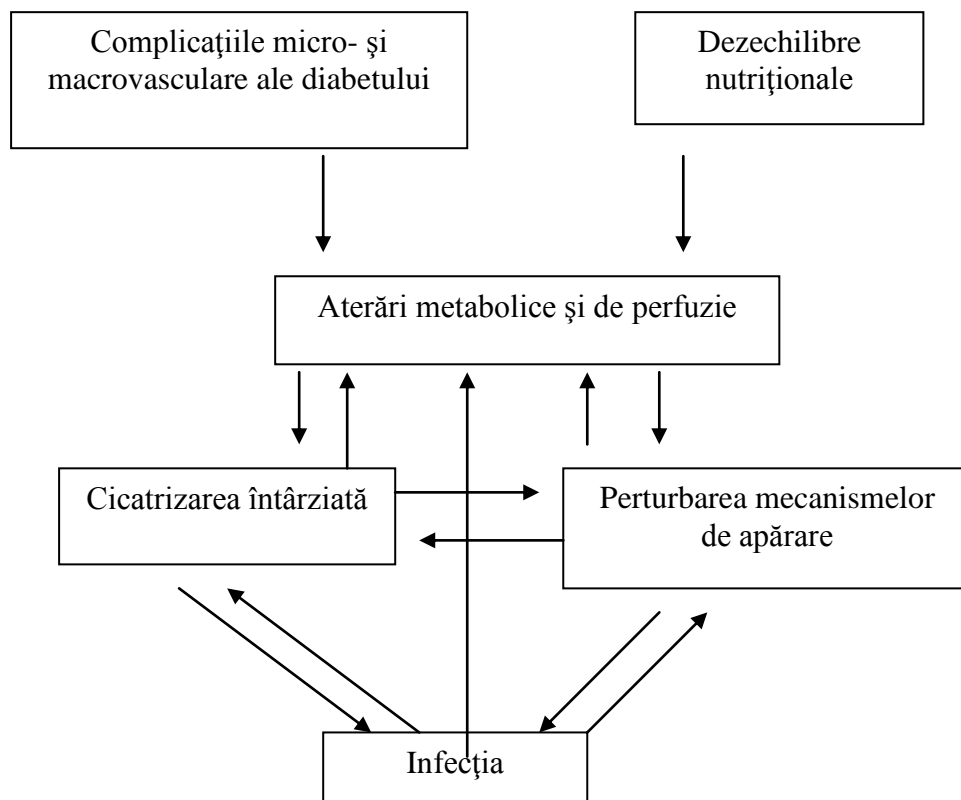 Complicaţiile micro- şi
macrovasculare ale diabetului
Dezechilibre
nutriţionale
Aterări metabolice şi de perfuzie
Cicatrizarea întârziată
Perturbarea mecanismelor
de apărare
Infecţia